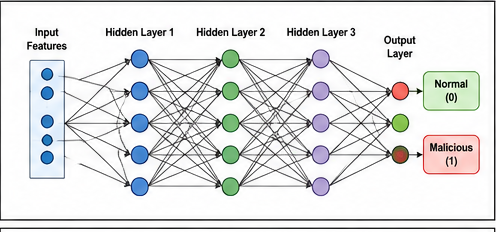 Input
Features
Hidden Layer 1
Hidden Layer 2
Hidden Layer 3
Output
Layer
Normal
(0)
Malicious
(1)